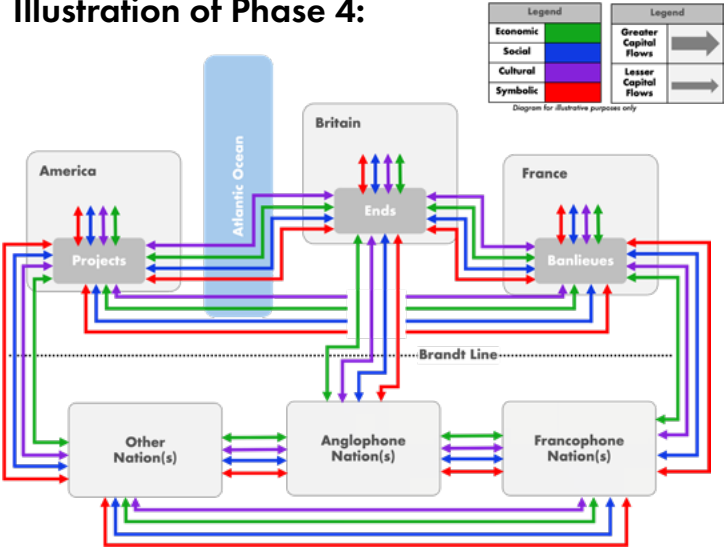 Illustration of Phase 4:
Legend
Economic
Social
Cultural
Symbolic
Legend
Greater
Capital
Flows
Lesser
Capital
Flows
Diagram for illustrative purposes only
America
Atlantic Ocean
Britain
France
Projects
Ends
Banlieues
Brandt Line
Other
Nation(s)
Anglophone
Nation(s)
Francophone
Nation(s)